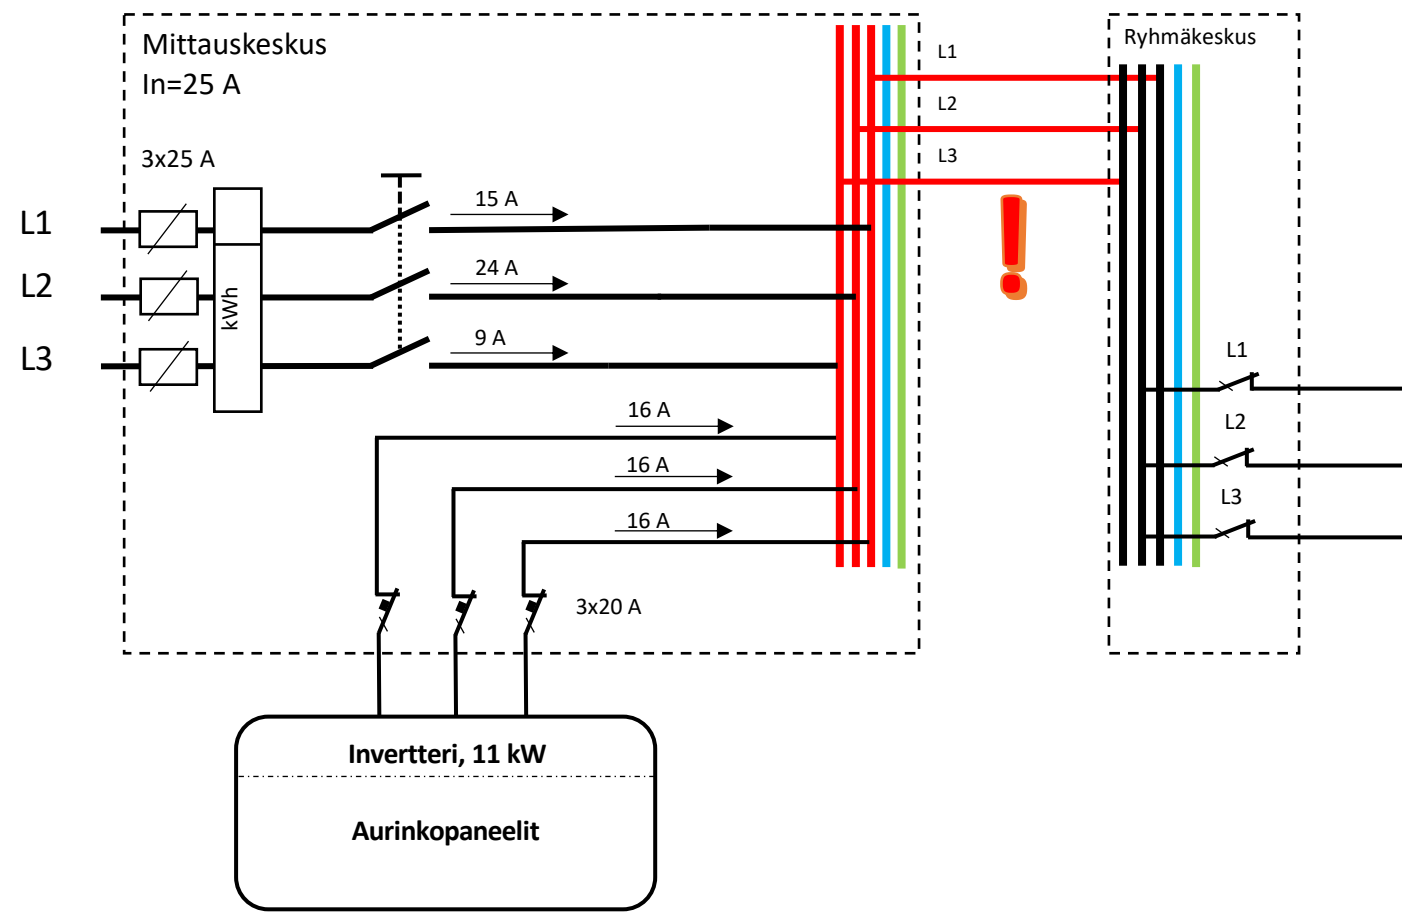 Mittauskeskus
In=25 A
3x25 A
L1
L2
L3
kWh
15 A
24 A
9 A
16 A
16 A
16 A
3x20 A
Invertteri, 11 kW
Aurinkopaneelit
L1
L2
L3
!
Ryhmäkeskus
L1
L2
L3